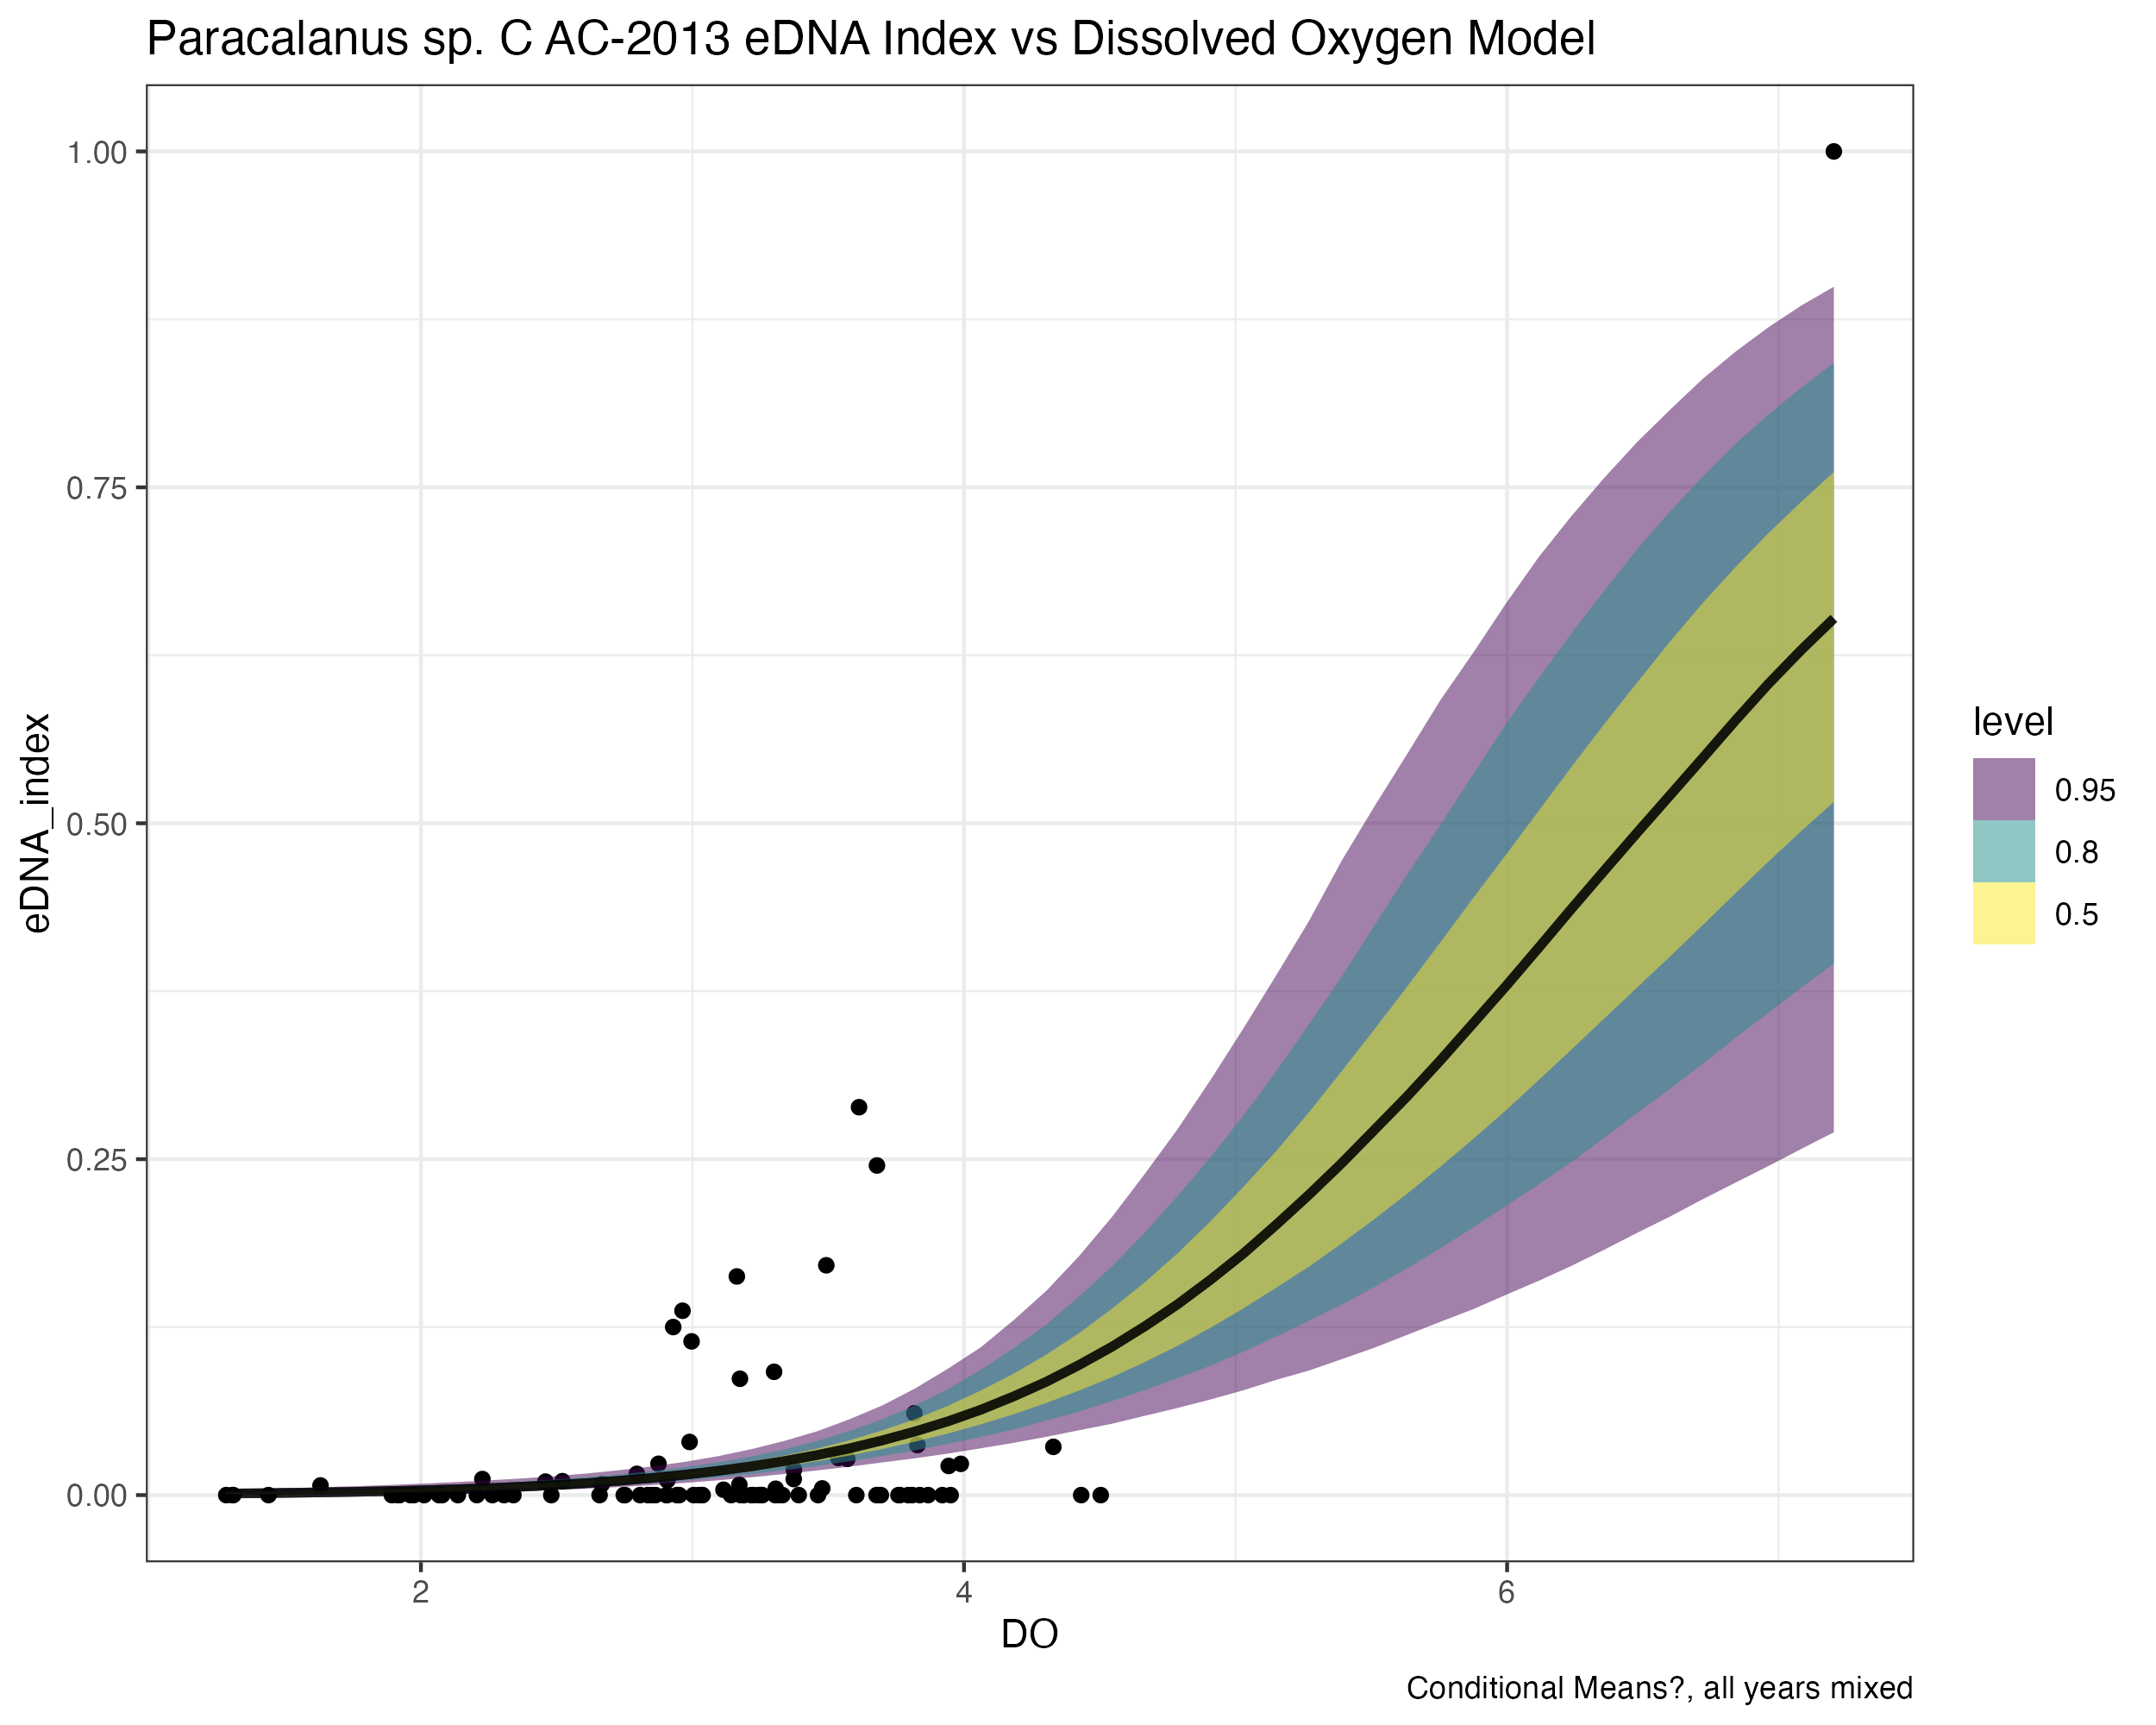 Paracalanus sp. C AC-2013 eDNA Index vs Dissolved Oxygen Model
1.00
0.75
0.50
0.25
0.00
eDNA_index
2
4
6
DO
level
0.95
0.8
0.5
Conditional Means?, all years mixed